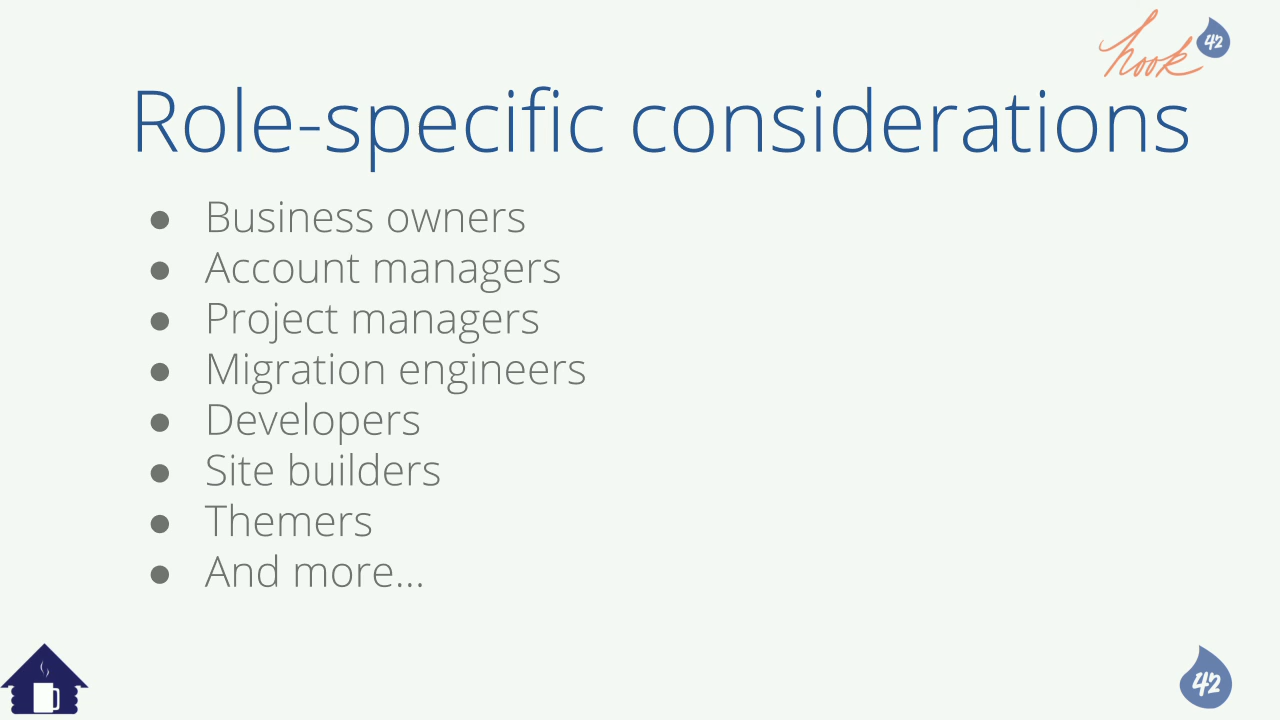 hook 42
Role-specific considerations
● Business owners
● Account managers
● Project managers
● Migration engineers
● Developers
● Site builders
● Themers
● And more...
42